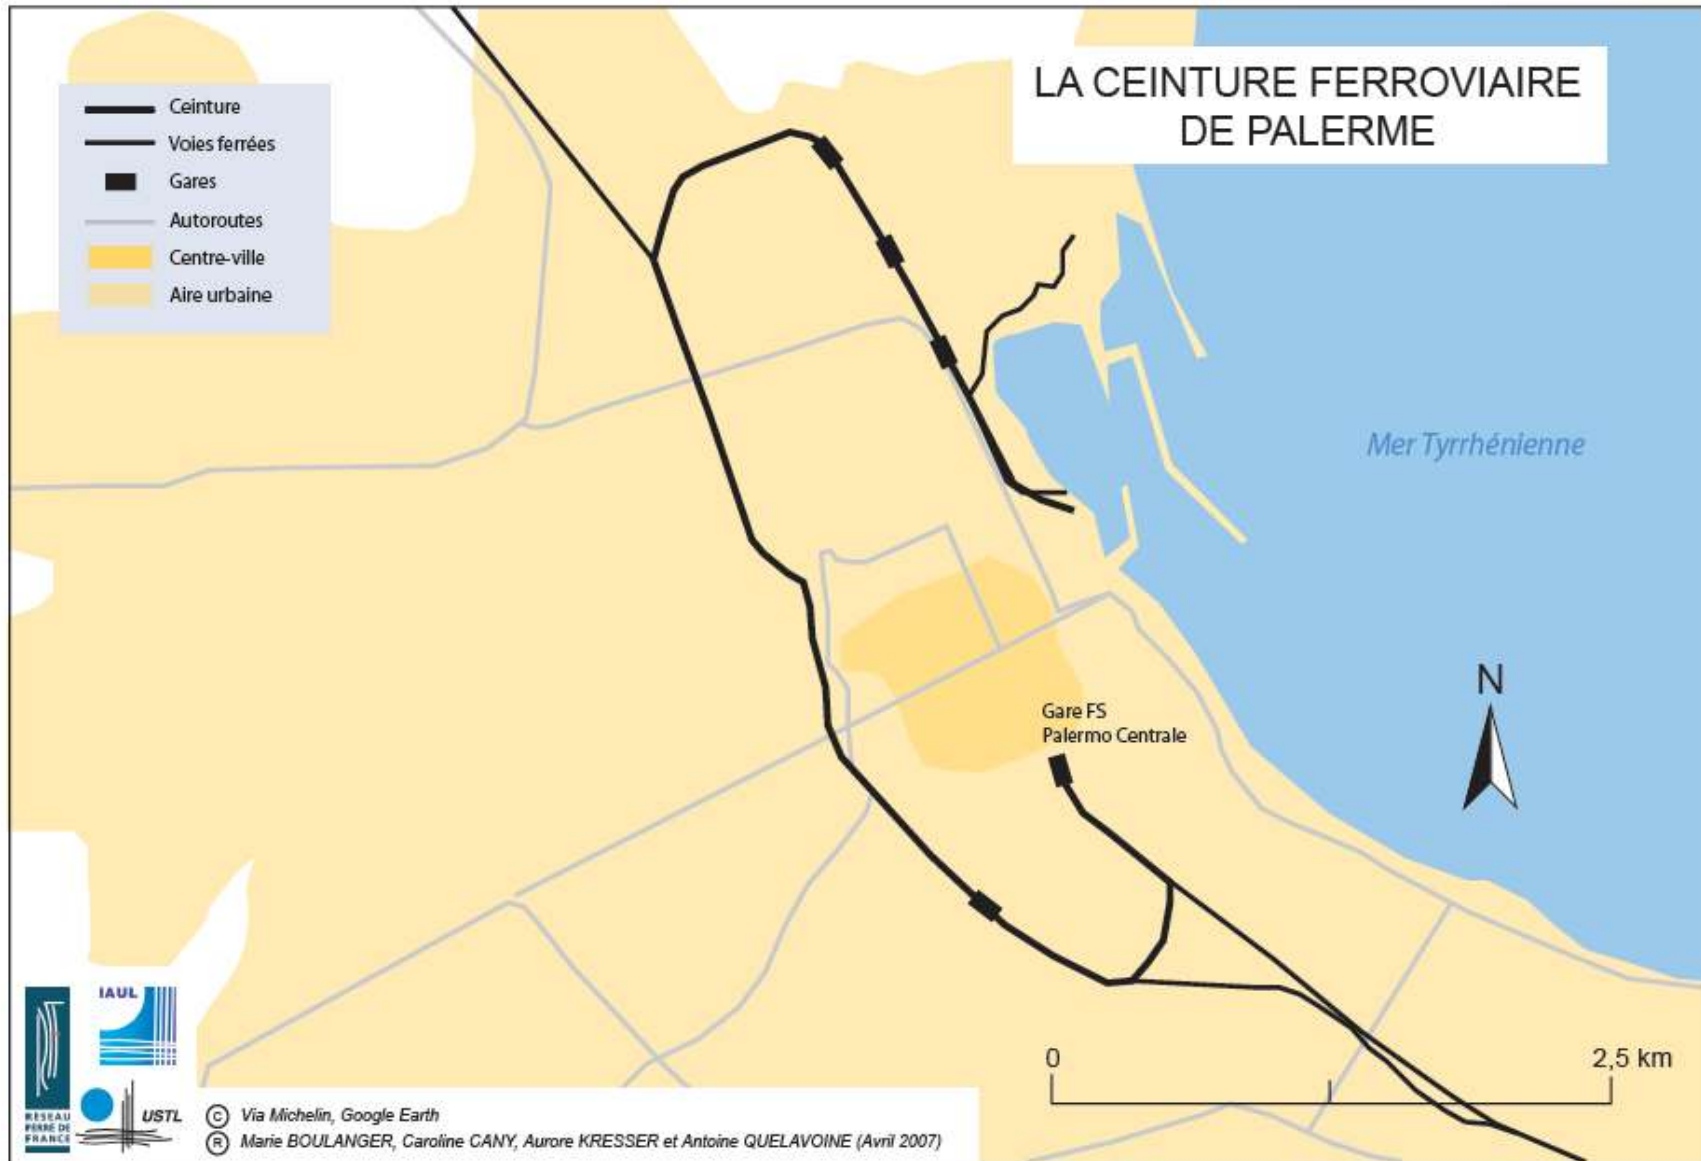 LA CEINTURE FERROVIAIRE
DE PALERME
Ceinture
Voies ferrées
Gares
Autoroutes
Centre-ville
Aire urbaine
Mer Tyrrhénienne
N
Gare FS
Palermo Centrale
0 2,5 km
IAUL
RÉSEAU
FERRÉ DE
FRANCE
USTL
© Via Michelin, Google Earth
® Marie BOULANGER, Caroline CANY, Aurore KRESSER et Antoine QUELAVOINE (Avril 2007)